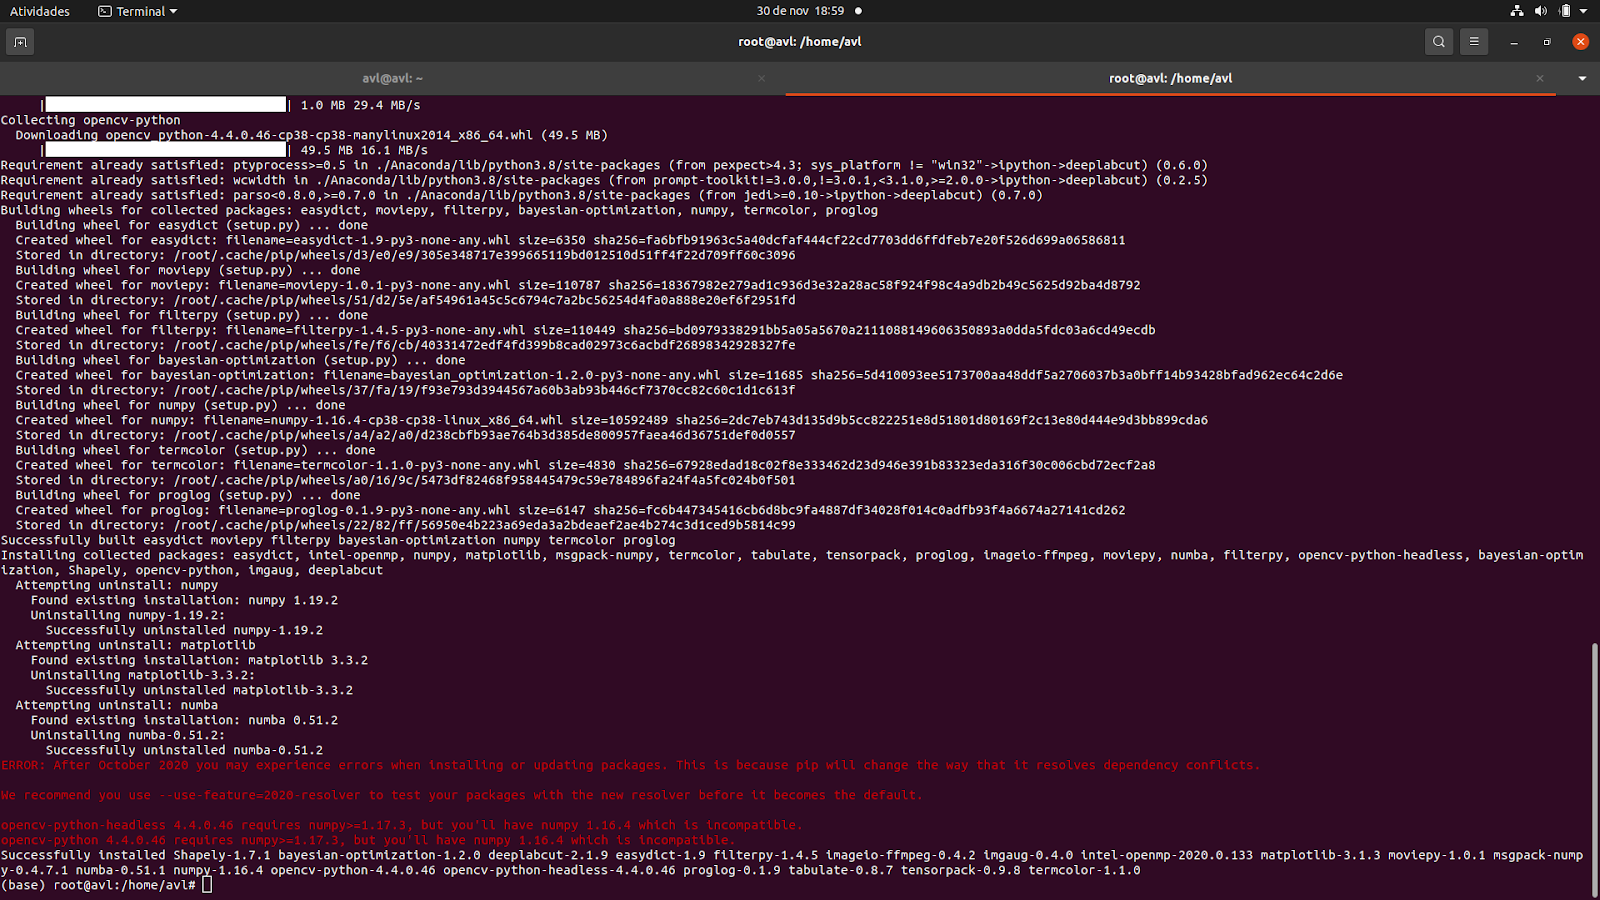 Atividades
Terminal
30 de nov 18:59
root@avl: /home/avl
avl@avl: ~
root@avl: /home/avl
| | 1.0 MB 29.4 MB/s
Collecting opencv-python
Downloading opencv_python-4.4.0.46-cp38-cp38-manylinux2014_x86_64.whl (49.5 MB)
| | 49.5 MB 16.1 MB/s
Requirement already satisfied: ptyprocess>=0.5 in ./Anaconda/lib/python3.8/site-packages (from pexpect>4.3; sys_platform != "win32"->ipython->deeplabcut) (0.6.0)
Requirement already satisfied: wcwidth in ./Anaconda/lib/python3.8/site-packages (from prompt-toolkit!=3.0.0,!=3.0.1,<3.1.0,>=2.0.0->ipython->deeplabcut) (0.2.5)
Requirement already satisfied: parso<0.8.0,>=0.7.0 in ./Anaconda/lib/python3.8/site-packages (from jedi>=0.10->ipython->deeplabcut) (0.7.0)
Building wheels for collected packages: easydict, moviepy, filterpy, bayesian-optimization, numpy, termcolor, proglog
Building wheel for easydict (setup.py) ... done
Created wheel for easydict: filename=easydict-1.9-py3-none-any.whl size=6350 sha256=fa6bfb91963c5a40dcfaf444cf22cd7703dd6ffdfeb7e20f526d699a06586811
Stored in directory: /root/.cache/pip/wheels/d3/e0/e9/305e348717e399665119bd012510d51ff4f22d709ff60c3096
Building wheel for moviepy (setup.py) ... done
Created wheel for moviepy: filename=moviepy-1.0.1-py3-none-any.whl size=110787 sha256=18367982e279ad1c936d3e32a28ac58f924f98c4a9db2b49c5625d92ba4d8792
Stored in directory: /root/.cache/pip/wheels/51/d2/5e/af54961a45c5c6794c7a2bc56254d4fa0a888e20ef6f2951fd
Building wheel for filterpy (setup.py) ... done
Created wheel for filterpy: filename=filterpy-1.4.5-py3-none-any.whl size=110449 sha256=bd0979338291bb5a05a5670a2111088149606350893a0dda5fdc03a6cd49ecdb
Stored in directory: /root/.cache/pip/wheels/fe/f6/cb/40331472edf4fd399b8cad02973c6acbdf26898342928327fe
Building wheel for bayesian-optimization (setup.py) ... done
Created wheel for bayesian-optimization: filename=bayesian_optimization-1.2.0-py3-none-any.whl size=11685 sha256=5d410093ee5173700aa48ddf5a2706037b3a0bff14b93428bfad962ec64c2d6e
Stored in directory: /root/.cache/pip/wheels/37/fa/19/f93e793d3944567a60b3ab93b446cf7370cc82c60c1d1c613f
Building wheel for numpy (setup.py) ... done
Created wheel for numpy: filename=numpy-1.16.4-cp38-cp38-linux_x86_64.whl size=10592489 sha256=2dc7eb743d135d9b5cc822251e8d51801d80169f2c13e80d444e9d3bb899cda6
Stored in directory: /root/.cache/pip/wheels/a4/a2/a0/d238cbfb93ae764b3d385de800957faea46d36751def0d0557
Building wheel for termcolor (setup.py) ... done
Created wheel for termcolor: filename=termcolor-1.1.0-py3-none-any.whl size=4830 sha256=67928edad18c02f8e333462d23d946e391b83323eda316f30c006cbd72ecf2a8
Stored in directory: /root/.cache/pip/wheels/a0/16/9c/5473df82468f958445479c59e784896fa24f4a5fc024b0f501
Building wheel for proglog (setup.py) ... done
Created wheel for proglog: filename=proglog-0.1.9-py3-none-any.whl size=6147 sha256=fc6b447345416cb6d8bc9fa4887df34028f014c0adfb93f4a6674a27141cd262
Stored in directory: /root/.cache/pip/wheels/22/82/ff/56950e4b223a69eda3a2bdeaef2ae4b274c3d1ced9b5814c99
Successfully built easydict moviepy filterpy bayesian-optimization numpy termcolor proglog
Installing collected packages: easydict, intel-openmp, numpy, matplotlib, msgpack-numpy, termcolor, tabulate, tensorpack, proglog, imageio-ffmpeg, moviepy, numba, filterpy, opencv-python-headless, bayesian-optim
ization, Shapely, opencv-python, imgaug, deeplabcut
Attempting uninstall: numpy
Found existing installation: numpy 1.19.2
Uninstalling numpy-1.19.2:
Successfully uninstalled numpy-1.19.2
Attempting uninstall: matplotlib
Found existing installation: matplotlib 3.3.2
Uninstalling matplotlib-3.3.2:
Successfully uninstalled matplotlib-3.3.2
Attempting uninstall: numba
Found existing installation: numba 0.51.2
Uninstalling numba-0.51.2:
Successfully uninstalled numba-0.51.2
ERROR: After October 2020 you may experience errors when installing or updating packages. This is because pip will change the way that it resolves dependency conflicts.
We recommend you use --use-feature=2020-resolver to test your packages with the new resolver before it becomes the default.
opencv-python-headless 4.4.0.46 requires numpy>=1.17.3, but you'll have numpy 1.16.4 which is incompatible.
opencv-python 4.4.0.46 requires numpy>=1.17.3, but you'll have numpy 1.16.4 which is incompatible.
Successfully installed Shapely-1.7.1 bayesian-optimization-1.2.0 deeplabcut-2.1.9 easydict-1.9 filterpy-1.4.5 imageio-ffmpeg-0.4.2 imgaug-0.4.0 intel-openmp-2020.0.133 matplotlib-3.1.3 moviepy-1.0.1 msgpack-nump
y-0.4.7.1 numba-0.51.1 numpy-1.16.4 opencv-python-4.4.0.46 opencv-python-headless-4.4.0.46 proglog-0.1.9 tabulate-0.8.7 tensorpack-0.9.8 termcolor-1.1.0
(base) root@avl:/home/avl#